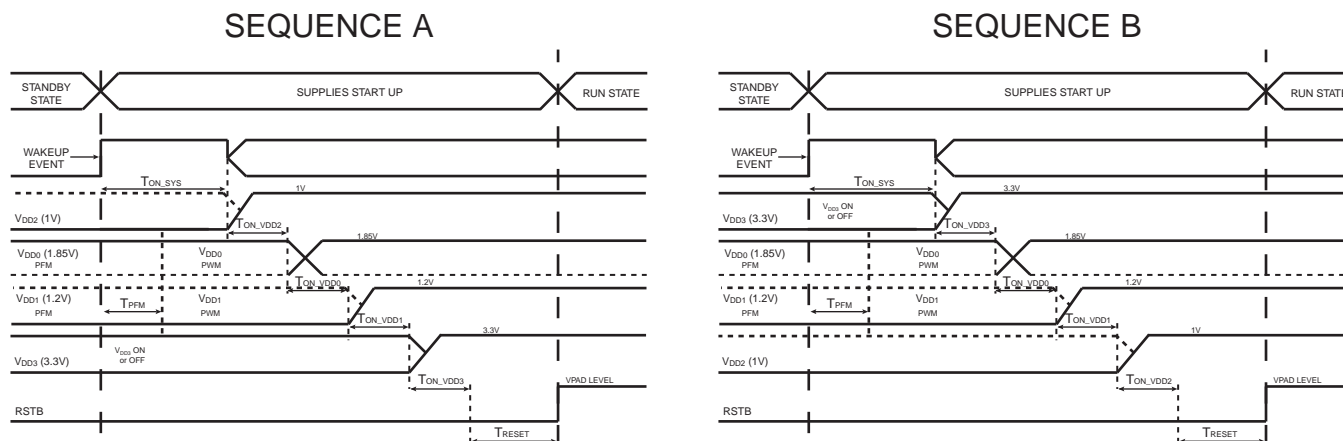 SEQUENCE A
STANDBY STATE
SUPPLIES START UP
RUN STATE
WAKEUP EVENT
TON_SYS
1V
VDD2 (1V)
TON_VDD2
1.85V
VDD0 (1.85V)
PFM
VDD0
PWM
TON_VDD0
1.2V
VDD1 (1.2V)
PFM
TPFM
VDD1
PWM
TON_VDD1
3.3V
VDD3 ON
or OFF
VDD3 (3.3V)
TON_VDD3
VPAD LEVEL
RSTB
TRESET
SEQUENCE B
STANDBY STATE
SUPPLIES START UP
RUN STATE
WAKEUP EVENT
TON_SYS
3.3V
VDD3 ON
or OFF
VDD3 (3.3V)
TON_VDD3
1.85V
VDD0 (1.85V)
PFM
VDD0
PWM
TON_VDD0
1.2V
VDD1 (1.2V)
PFM
TPFM
VDD1
PWM
TON_VDD1
1V
VDD2 (1V)
TON_VDD2
VPAD LEVEL
RSTB
TRESET